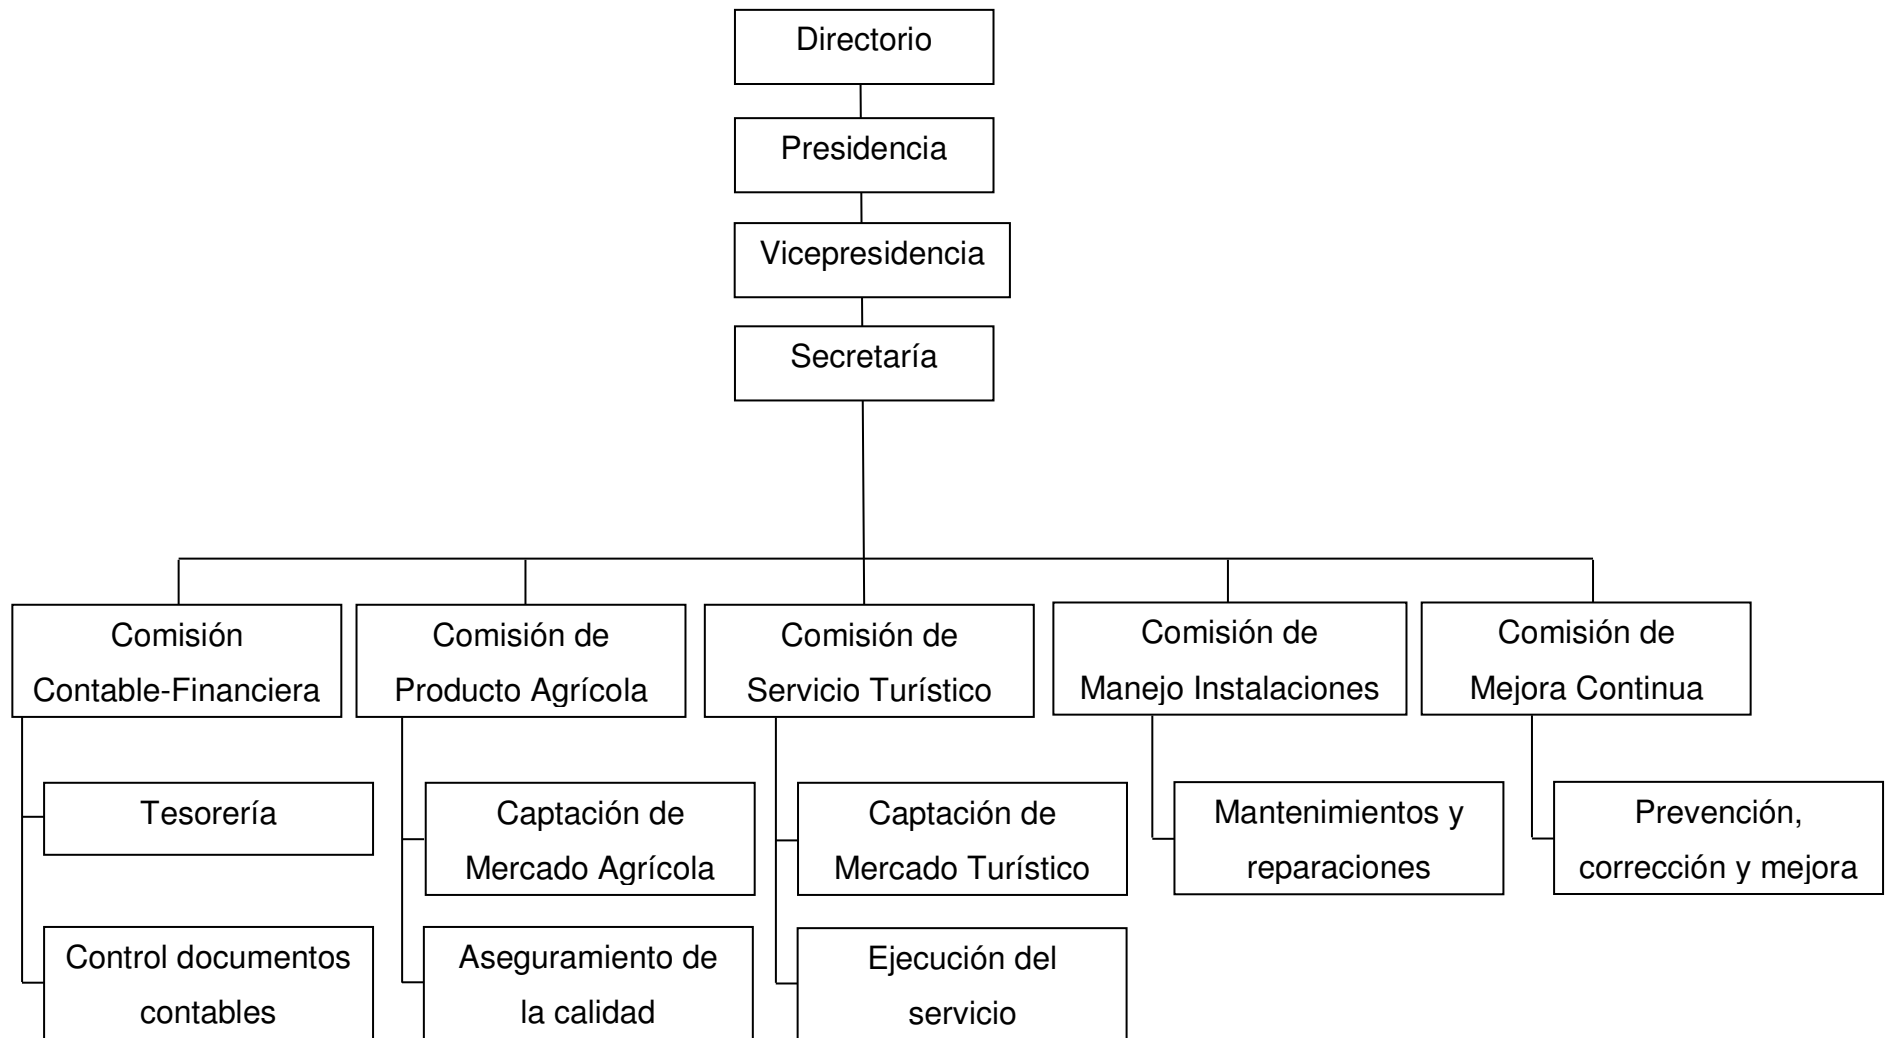 Directorio
Presidencia
Vicepresidencia
Secretaría
Comisión
Contable-Financiera
Comisión de
Producto Agrícola
Comisión de
Servicio Turístico
Comisión de
Manejo Instalaciones
Comisión de
Mejora Continua
Tesorería
Captación de
Mercado Agrícola
Captación de
Mercado Turístico
Mantenimientos y
reparaciones
Prevención,
corrección y mejora
Control documentos
contables
Aseguramiento de
la calidad
Ejecución del
servicio